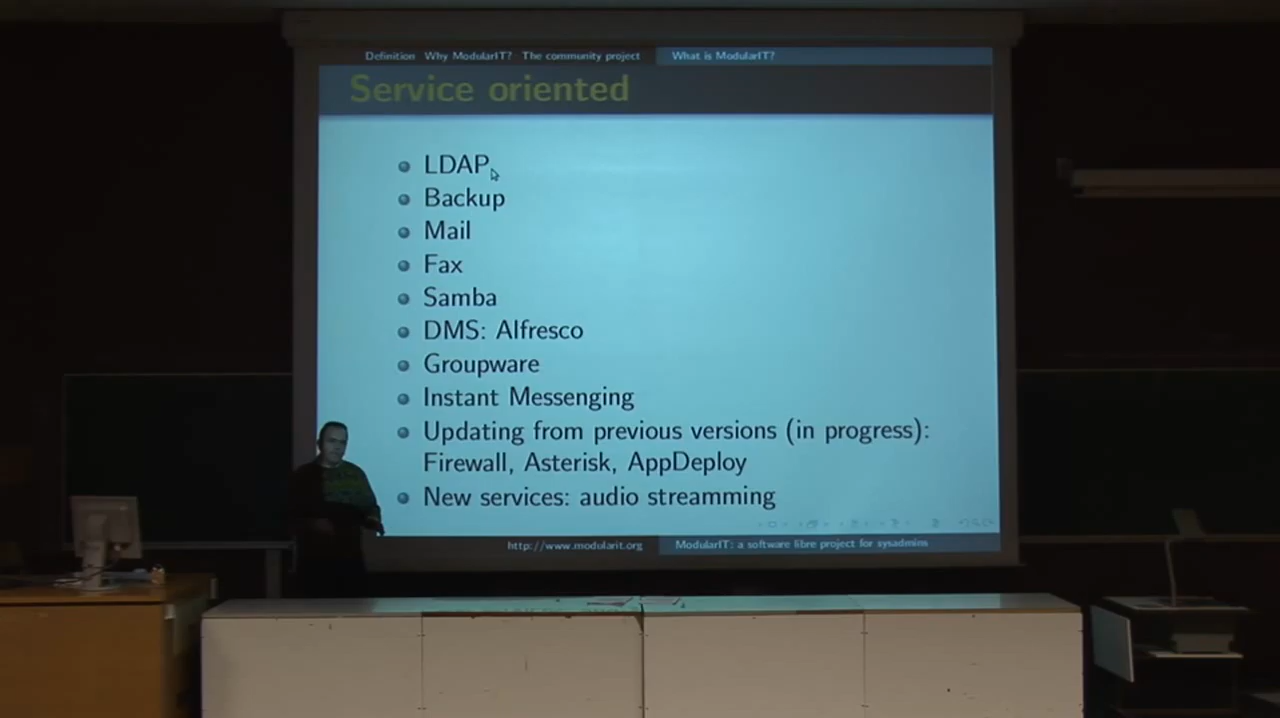 Definition Why ModularIT? The community project What is ModularIT?
Service oriented
LDAP
Backup
Mail
Fax
Samba
DMS: Alfresco
Groupware
Instant Messenging
Updating from previous versions (in progress):
Firewall, Asterisk, AppDeploy
New services: audio streamming
http://www.modularit.org ModularIT: a software libre project for sysadmins